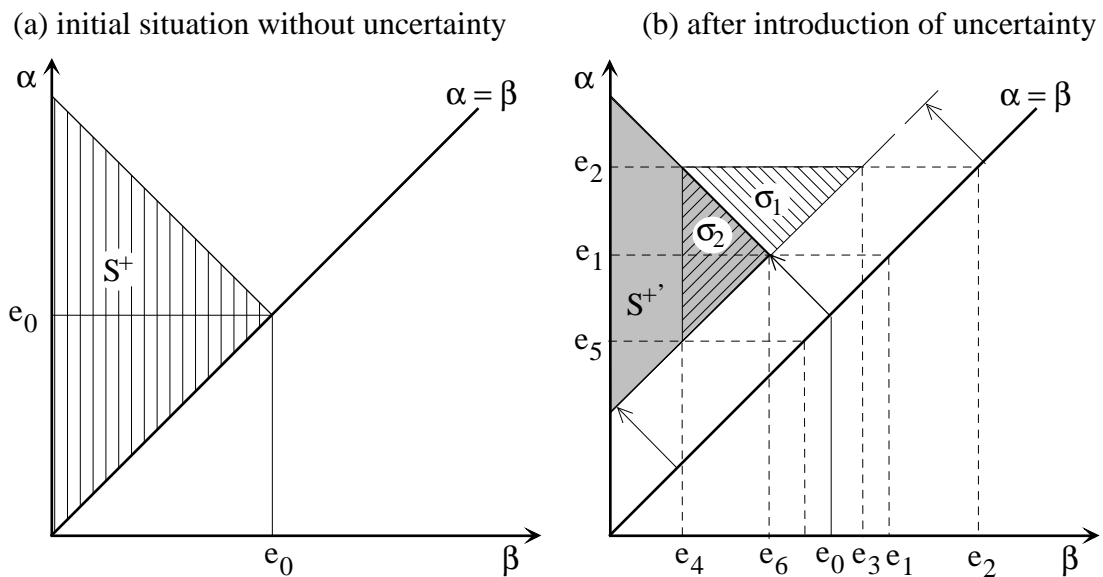 (a) initial situation without uncertainty
α
α = β
S⁺
e₀
e₀
β
(b) after introduction of uncertainty
α
α = β
e₂
σ₁
σ₂
e₁
S⁺’
e₅
e₄
e₆
e₀
e₃
e₁
e₂
β